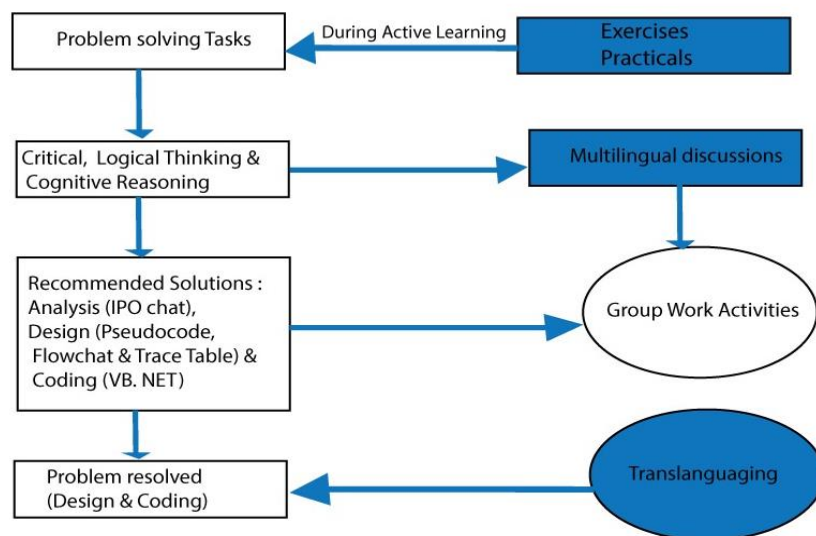 Problem solving Tasks
During Active Learning
Exercises
Practicals
Critical, Logical Thinking &
Cognitive Reasoning
Multilingual discussions
Recommended Solutions :
Analysis (IPO chat),
Design (Pseudocode,
Flowchat & Trace Table) &
Coding (VB. NET)
Group Work Activities
Problem resolved
(Design & Coding)
Translanguaging